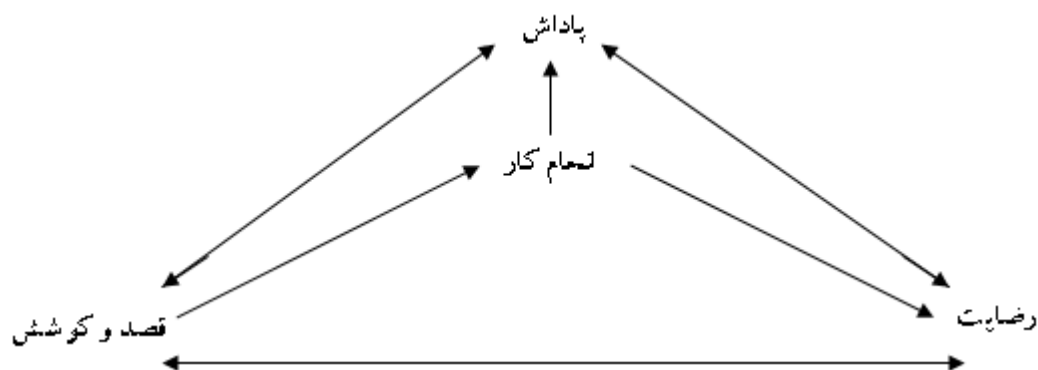 پاداش
انجام کار
رضایت
قصد و کوشش